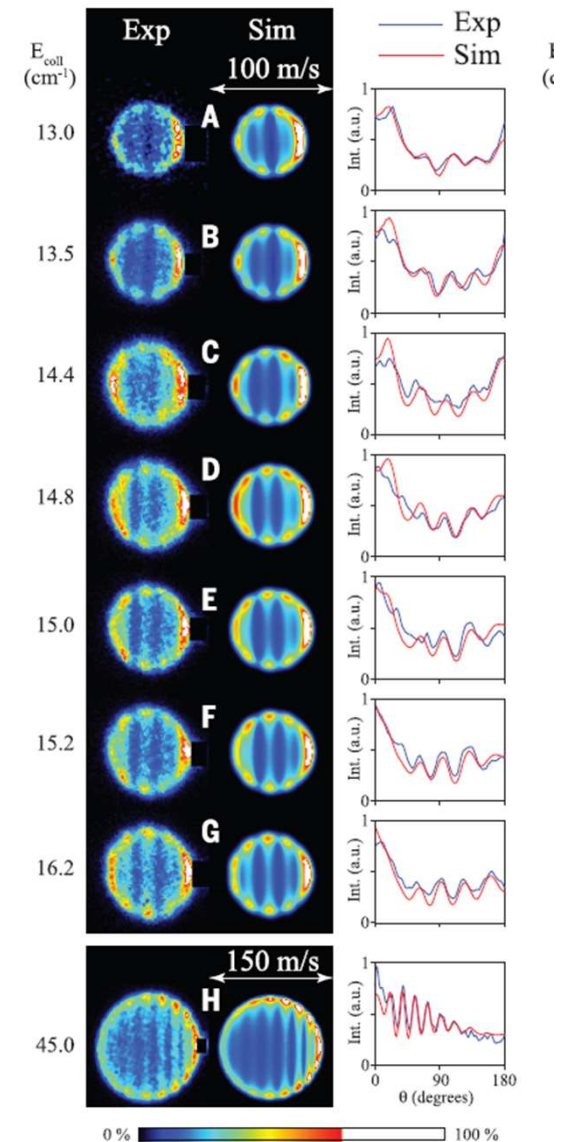 Exp Sim
Exp
Sim
E_coll
(cm⁻¹)
100 m/s
13.0
A
1
Int. (a.u.)
0
13.5
B
1
Int. (a.u.)
0
14.4
C
1
Int. (a.u.)
0
14.8
D
1
Int. (a.u.)
0
15.0
E
1
Int. (a.u.)
0
15.2
F
1
Int. (a.u.)
0
16.2
G
1
Int. (a.u.)
0
150 m/s
45.0
H
1
Int. (a.u.)
0
0 90 180
θ (degrees)
0 % 100 %